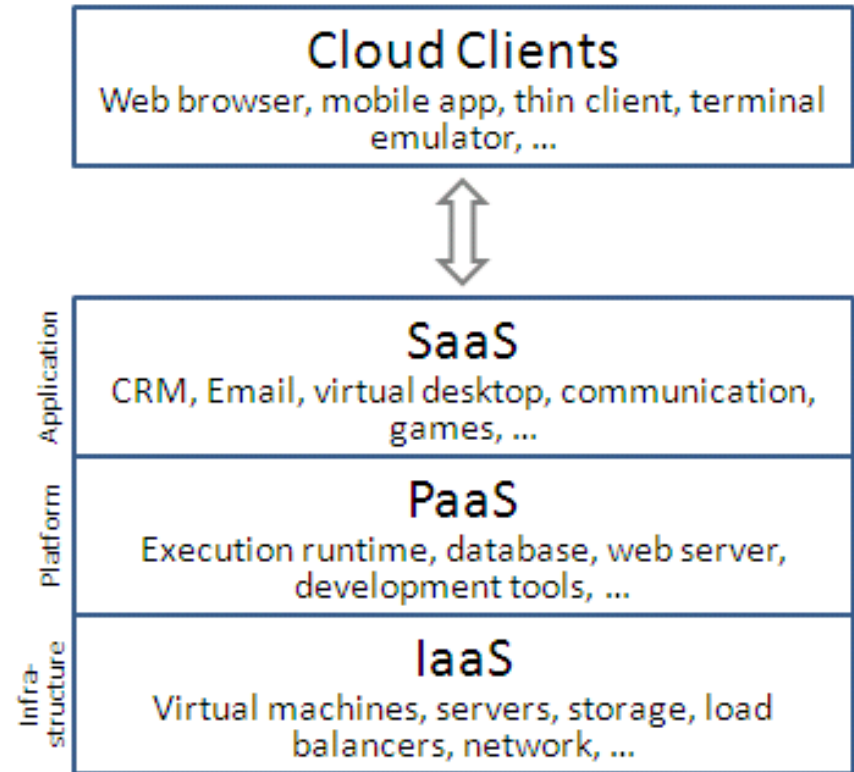 Cloud Clients
Web browser, mobile app, thin client, terminal
emulator, ...
Application
SaaS
CRM, Email, virtual desktop, communication,
games, ...
Platform
PaaS
Execution runtime, database, web server,
development tools, ...
Infra-
structure
IaaS
Virtual machines, servers, storage, load
balancers, network, ...